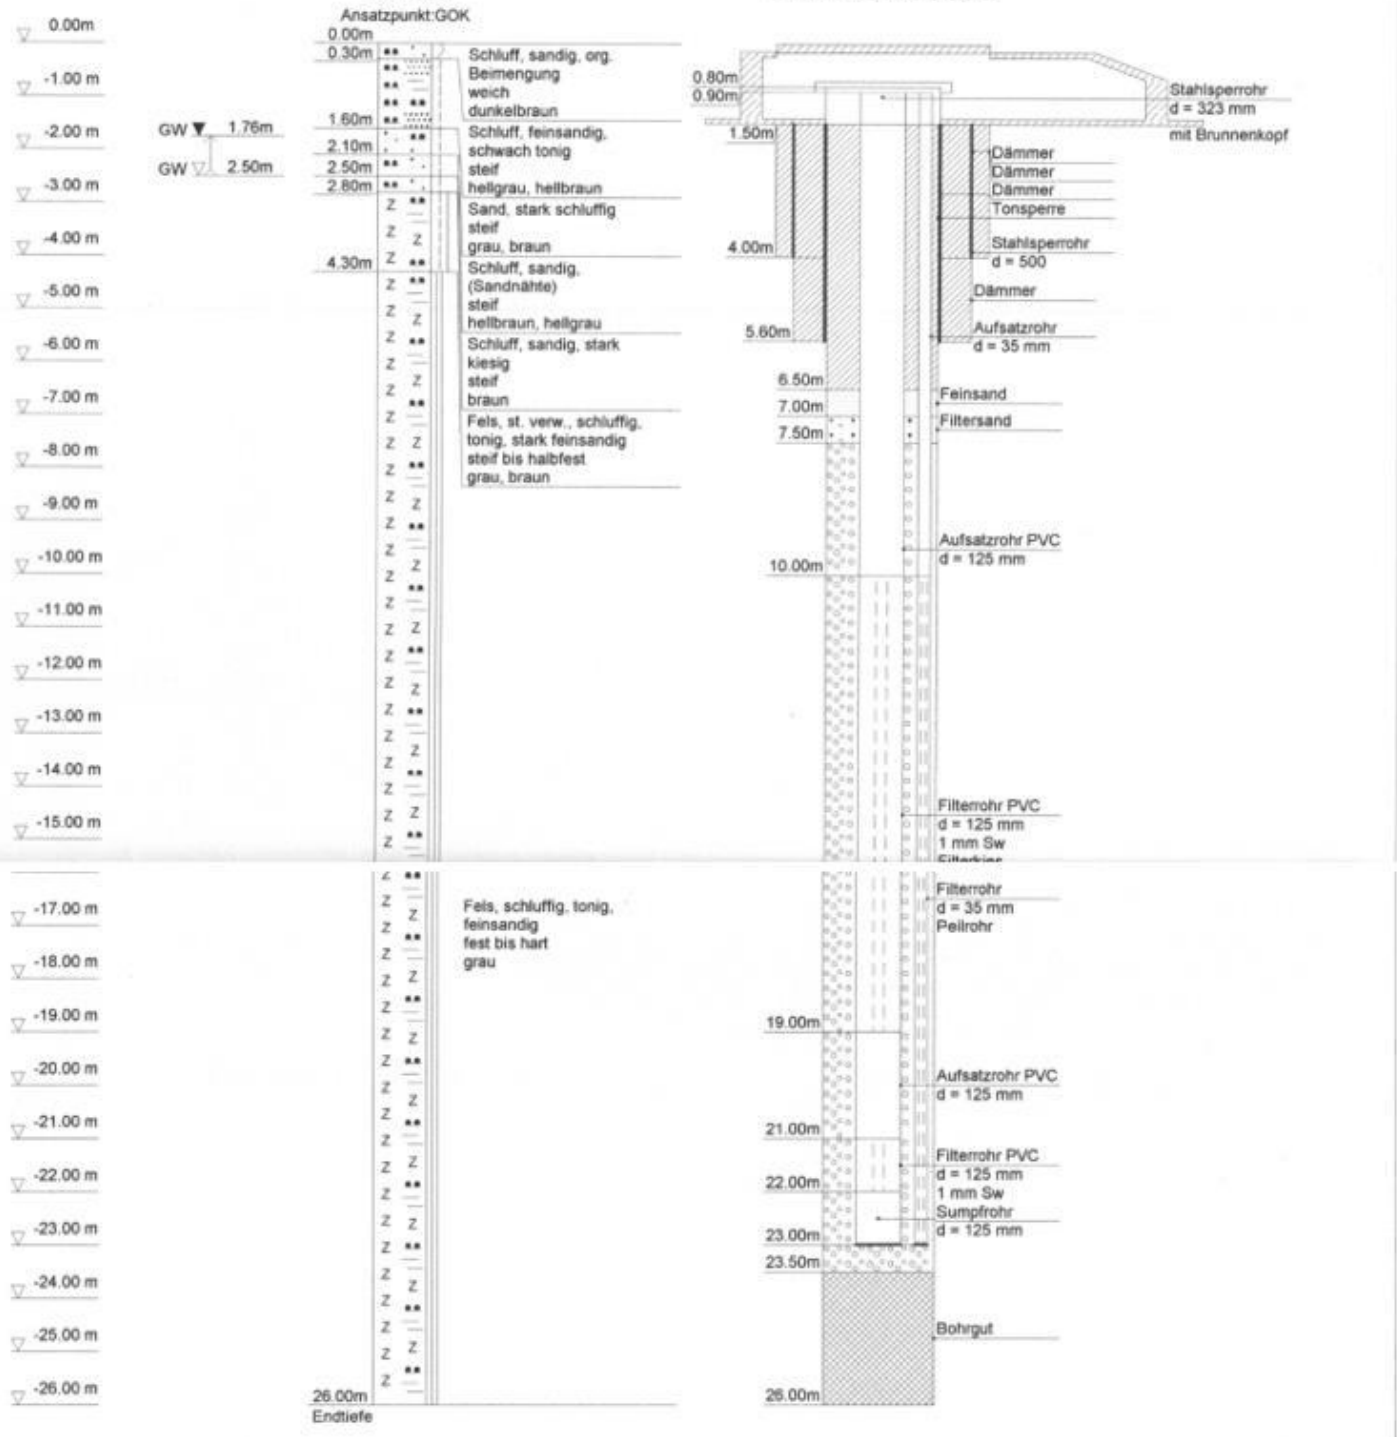 Ansatzpunkt:GOK
0.00m
-1.00 m
-2.00 m
-3.00 m
-4.00 m
-5.00 m
-6.00 m
-7.00 m
-8.00 m
-9.00 m
-10.00 m
-11.00 m
-12.00 m
-13.00 m
-14.00 m
-15.00 m
-17.00 m
-18.00 m
-19.00 m
-20.00 m
-21.00 m
-22.00 m
-23.00 m
-24.00 m
-25.00 m
-26.00 m
GW 1.76m
GW 2.50m
0.00m
0.30m
1.60m
2.10m
2.50m
2.80m
4.30m
26.00m
Endtiefe
Schluff, sandig, org.
Beimengung
weich
dunkelbraun
Schluff, feinsandig,
schwach tonig
steif
hellgrau, hellbraun
Sand, stark schluffig
steif
grau, braun
Schluff, sandig,
(Sandnähte)
steif
hellbraun, hellgrau
Schluff, sandig, stark
kiesig
steif
braun
Fels, st. verw., schluffig,
tonig, stark feinsandig
steif bis halbfest
grau, braun
Fels, schluffig, tonig,
feinsandig
fest bis hart
grau
0.80m
0.90m
1.50m
4.00m
5.60m
6.50m
7.00m
7.50m
10.00m
19.00m
21.00m
22.00m
23.00m
23.50m
26.00m
Stahlsperrohr
d = 323 mm
mit Brunnenkopf
Dämmer
Dämmer
Dämmer
Tonsperre
Stahlsperrohr
d = 500
Dämmer
Aufsatzrohr
d = 35 mm
Feinsand
Filtersand
Aufsatzrohr PVC
d = 125 mm
Filterrohr PVC
d = 125 mm
1 mm Sw
Filterkies
Filterrohr
d = 35 mm
Peilrohr
Aufsatzrohr PVC
d = 125 mm
Filterrohr PVC
d = 125 mm
1 mm Sw
Sumpfrohr
d = 125 mm
Bohrgut